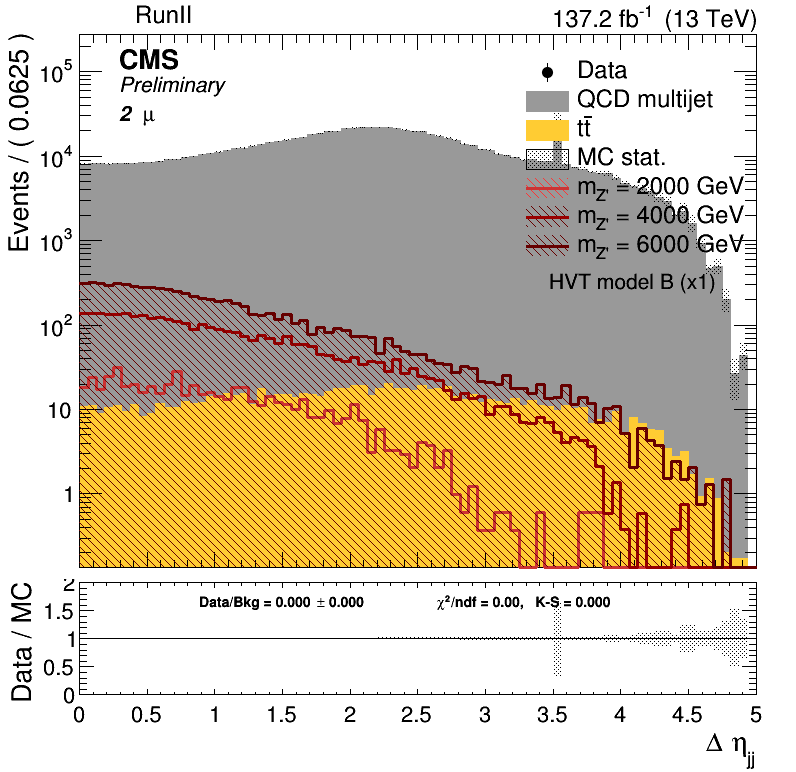 RunII
137.2 fb⁻¹ (13 TeV)
CMS
Preliminary
2 μ
Data
QCD multijet
tt̄
MC stat.
m_Z' = 2000 GeV
m_Z' = 4000 GeV
m_Z' = 6000 GeV
HVT model B (x1)
Events / ( 0.0625 )
10⁵
10⁴
10³
10²
10
1
Data/Bkg = 0.000 ± 0.000
χ²/ndf = 0.00, K-S = 0.000
Data / MC
2
1.5
1
0.5
0
0 0.5 1 1.5 2 2.5 3 3.5 4 4.5 5
Δ η_jj